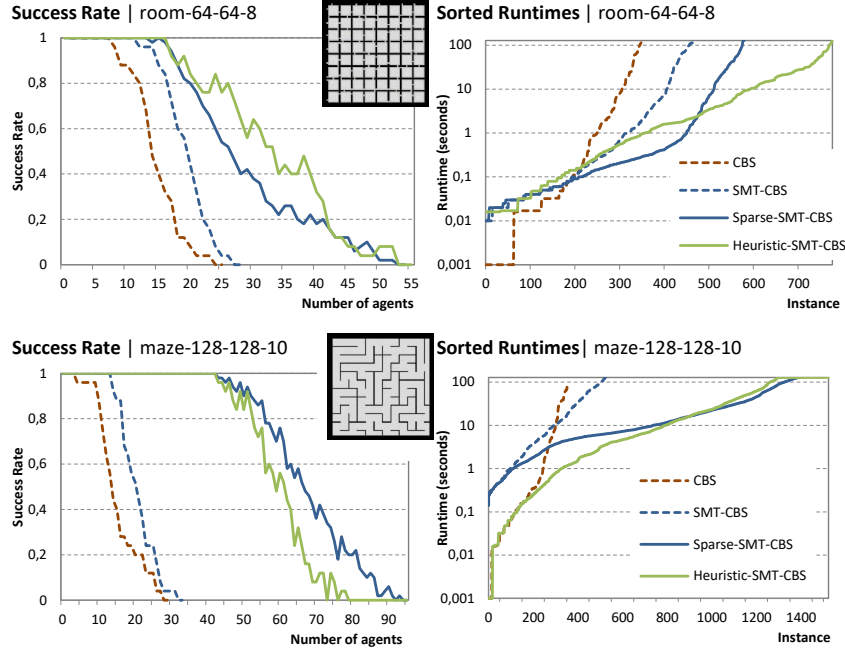 Success Rate | room-64-64-8
Success Rate
1
0,8
0,6
0,4
0,2
0
0 5 10 15 20 25 30 35 40 45 50 55
Number of agents
Sorted Runtimes | room-64-64-8
Runtime (seconds)
100
10
1
0,1
0,01
0,001
0 100 200 300 400 500 600 700
Instance
CBS
SMT-CBS
Sparse-SMT-CBS
Heuristic-SMT-CBS
Success Rate | maze-128-128-10
Success Rate
1
0,8
0,6
0,4
0,2
0
0 10 20 30 40 50 60 70 80 90
Number of agents
Sorted Runtimes| maze-128-128-10
Runtime (seconds)
100
10
1
0,1
0,01
0,001
0 200 400 600 800 1000 1200 1400
Instance
CBS
SMT-CBS
Sparse-SMT-CBS
Heuristic-SMT-CBS